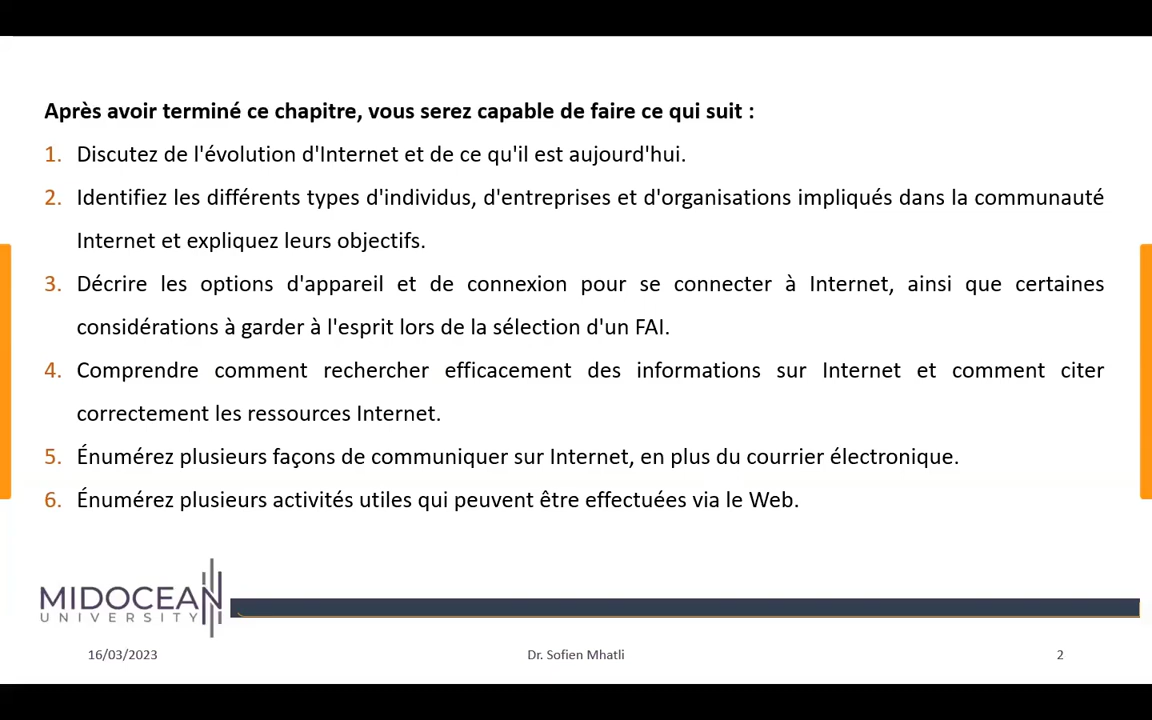 Après avoir terminé ce chapitre, vous serez capable de faire ce qui suit :
1. Discutez de l'évolution d'Internet et de ce qu'il est aujourd'hui.
2. Identifiez les différents types d'individus, d'entreprises et d'organisations impliqués dans la communauté
Internet et expliquez leurs objectifs.
3. Décrire les options d'appareil et de connexion pour se connecter à Internet, ainsi que certaines
considérations à garder à l'esprit lors de la sélection d'un FAI.
4. Comprendre comment rechercher efficacement des informations sur Internet et comment citer
correctement les ressources Internet.
5. Énumérez plusieurs façons de communiquer sur Internet, en plus du courrier électronique.
6. Énumérez plusieurs activités utiles qui peuvent être effectuées via le Web.
MIDOCEAN
UNIVERSITY
16/03/2023
Dr. Sofien Mhatli
2